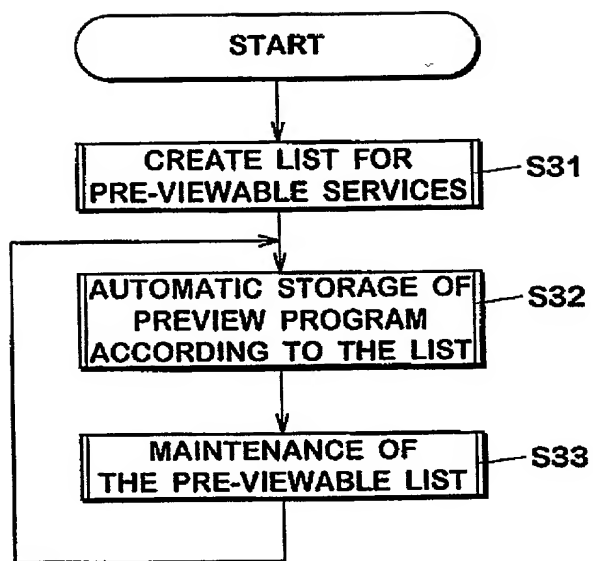 START
CREATE LIST FOR
PRE-VIEWABLE SERVICES
S31
AUTOMATIC STORAGE OF
PREVIEW PROGRAM
ACCORDING TO THE LIST
S32
MAINTENANCE OF
THE PRE-VIEWABLE LIST
S33